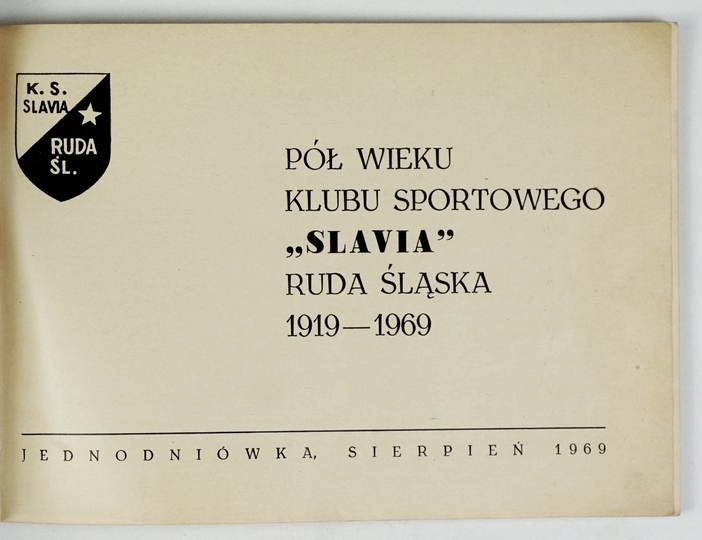 K. S.
SLAVIA
RUDA
ŚL.
PÓŁ WIEKU
KLUBU SPORTOWEGO
„SLAVIA”
RUDA ŚLĄSKA
1919—1969
JEDNODNIÓWKA, SIERPIEŃ 1969